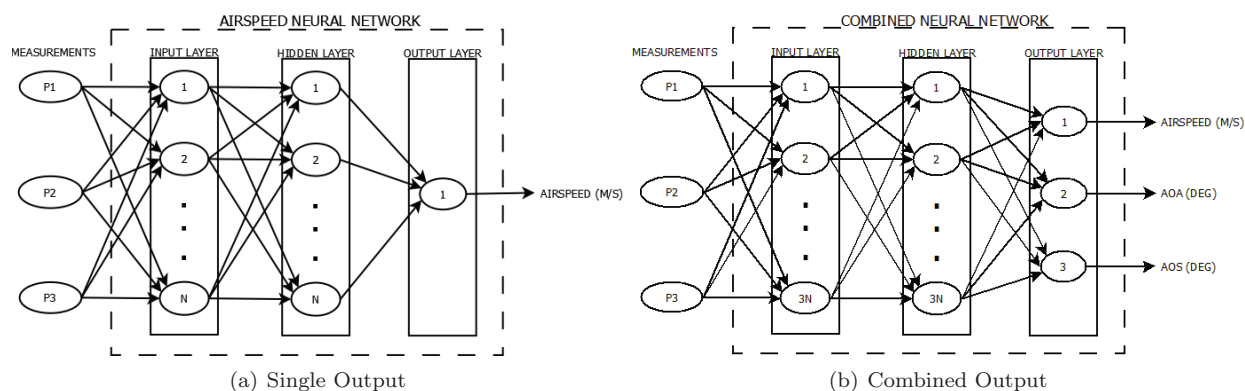 AIRSPEED NEURAL NETWORK
MEASUREMENTS
INPUT LAYER
HIDDEN LAYER
OUTPUT LAYER
P1
1
1
2
2
P2
1
AIRSPEED (M/S)
P3
N
N
(a) Single Output
COMBINED NEURAL NETWORK
MEASUREMENTS
INPUT LAYER
HIDDEN LAYER
OUTPUT LAYER
P1
1
1
1
AIRSPEED (M/S)
2
2
P2
2
AOA (DEG)
3
AOS (DEG)
P3
3N
3N
(b) Combined Output